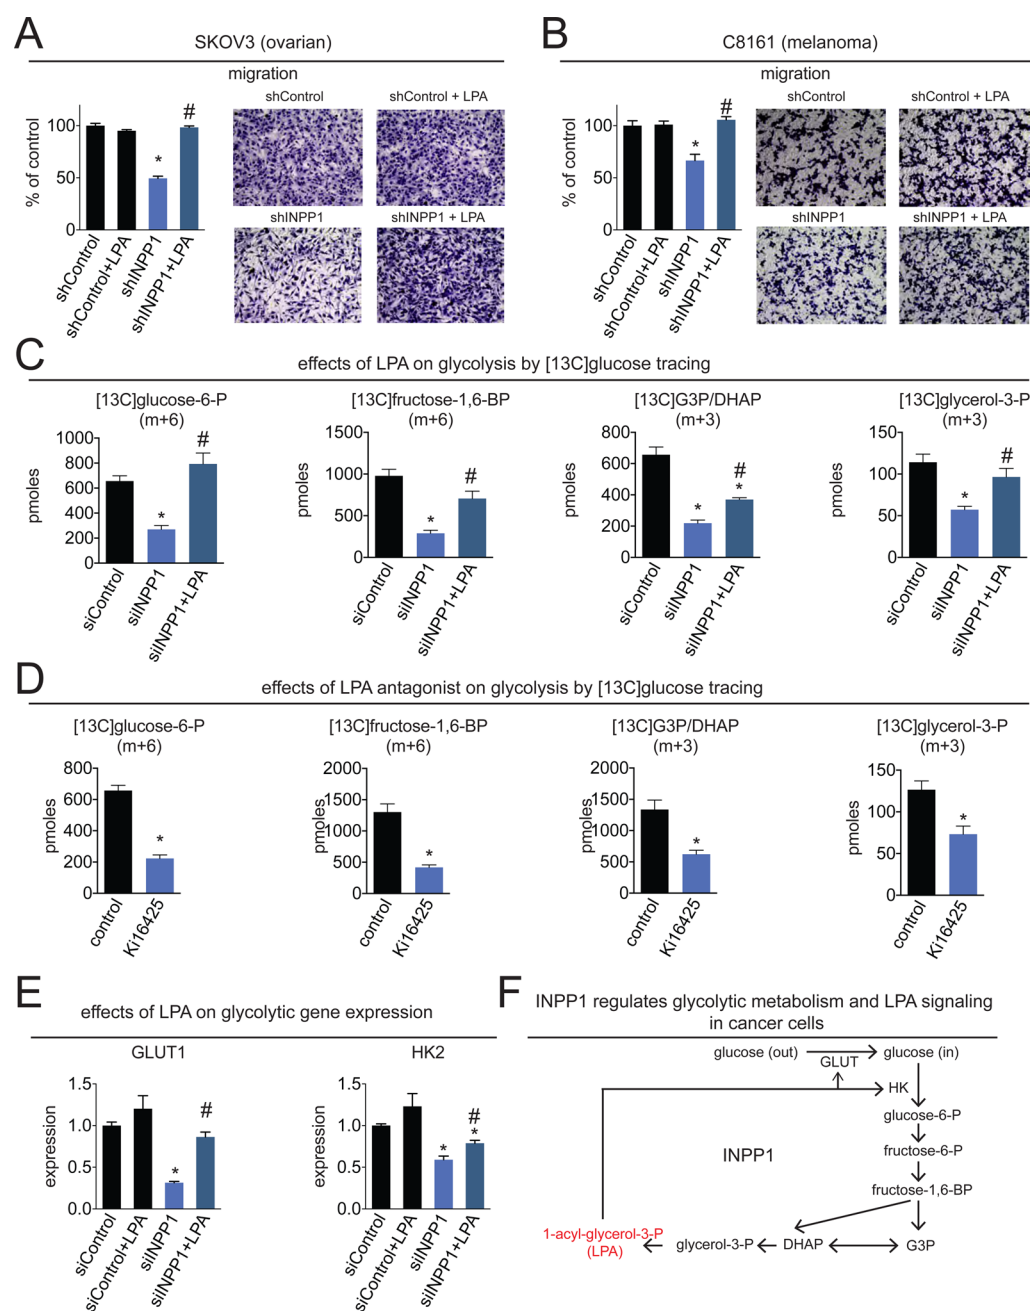 A
SKOV3 (ovarian)
migration
% of control
100
50
0
#
*
shControl
shControl+LPA
shINPP1
shINPP1+LPA
shControl
shControl + LPA
shINPP1
shINPP1 + LPA
B
C8161 (melanoma)
migration
% of control
100
50
0
#
*
shControl
shControl+LPA
shINPP1
shINPP1+LPA
shControl
shControl + LPA
shINPP1
shINPP1 + LPA
C
effects of LPA on glycolysis by [13C]glucose tracing
[13C]glucose-6-P
(m+6)
pmoles
1000
800
600
400
200
0
#
*
siControl
siINPP1
siINPP1+LPA
[13C]fructose-1,6-BP
(m+6)
1500
1000
500
0
#
*
siControl
siINPP1
siINPP1+LPA
[13C]G3P/DHAP
(m+3)
pmoles
800
600
400
200
0
#
*
*
siControl
siINPP1
siINPP1+LPA
[13C]glycerol-3-P
(m+3)
pmoles
150
100
50
0
#
*
siControl
siINPP1
siINPP1+LPA
D
effects of LPA antagonist on glycolysis by [13C]glucose tracing
[13C]glucose-6-P
(m+6)
pmoles
800
600
400
200
0
*
control
Ki16425
[13C]fructose-1,6-BP
(m+6)
pmoles
2000
1500
1000
500
0
*
control
Ki16425
[13C]G3P/DHAP
(m+3)
pmoles
2000
1500
1000
500
0
*
control
Ki16425
[13C]glycerol-3-P
(m+3)
pmoles
150
100
50
0
*
control
Ki16425
E
effects of LPA on glycolytic gene expression
GLUT1
expression
1.5
1.0
0.5
0.0
#
*
siControl
siControl+LPA
siINPP1
siINPP1+LPA
HK2
expression
1.5
1.0
0.5
0.0
#
*
*
siControl
siControl+LPA
siINPP1
siINPP1+LPA
F
INPP1 regulates glycolytic metabolism and LPA signaling
in cancer cells
glucose (out)
glucose (in)
GLUT
HK
glucose-6-P
INPP1
fructose-6-P
fructose-1,6-BP
1-acyl-glycerol-3-P
(LPA)
glycerol-3-P
DHAP
G3P